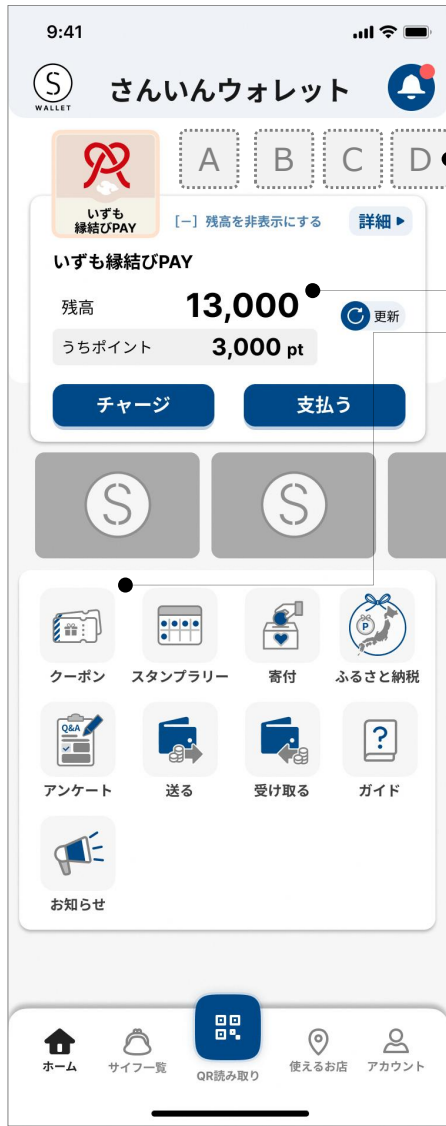 9:41
S
WALLET
さんいんウォレット
A
B
C
D
いずも
縁結びPAY
[－] 残高を非表示にする
詳細▶
いずも縁結びPAY
残高
13,000
更新
うちポイント
3,000 pt
チャージ
支払う
S
S
クーポン
スタンプラリー
寄付
P
ふるさと納税
Q&A
アンケート
送る
受け取る
?
ガイド
お知らせ
ホーム
サイフ一覧
QR読み取り
使えるお店
アカウント